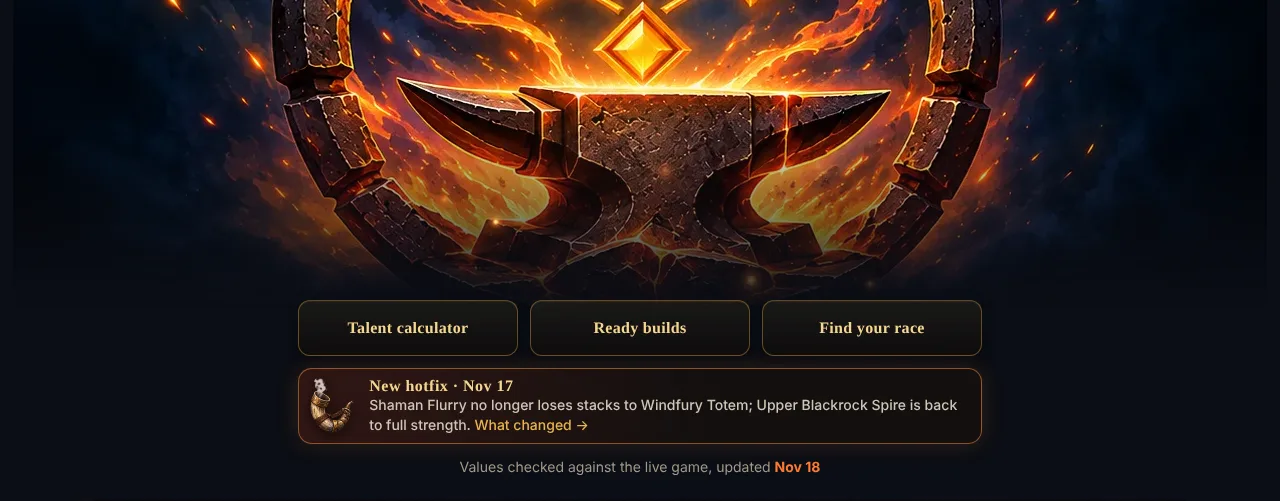 Talent calculator
Ready builds
Find your race
New hotfix · Nov 17
Shaman Flurry no longer loses stacks to Windfury Totem; Upper Blackrock Spire is back
to full strength. What changed →
Values checked against the live game, updated Nov 18